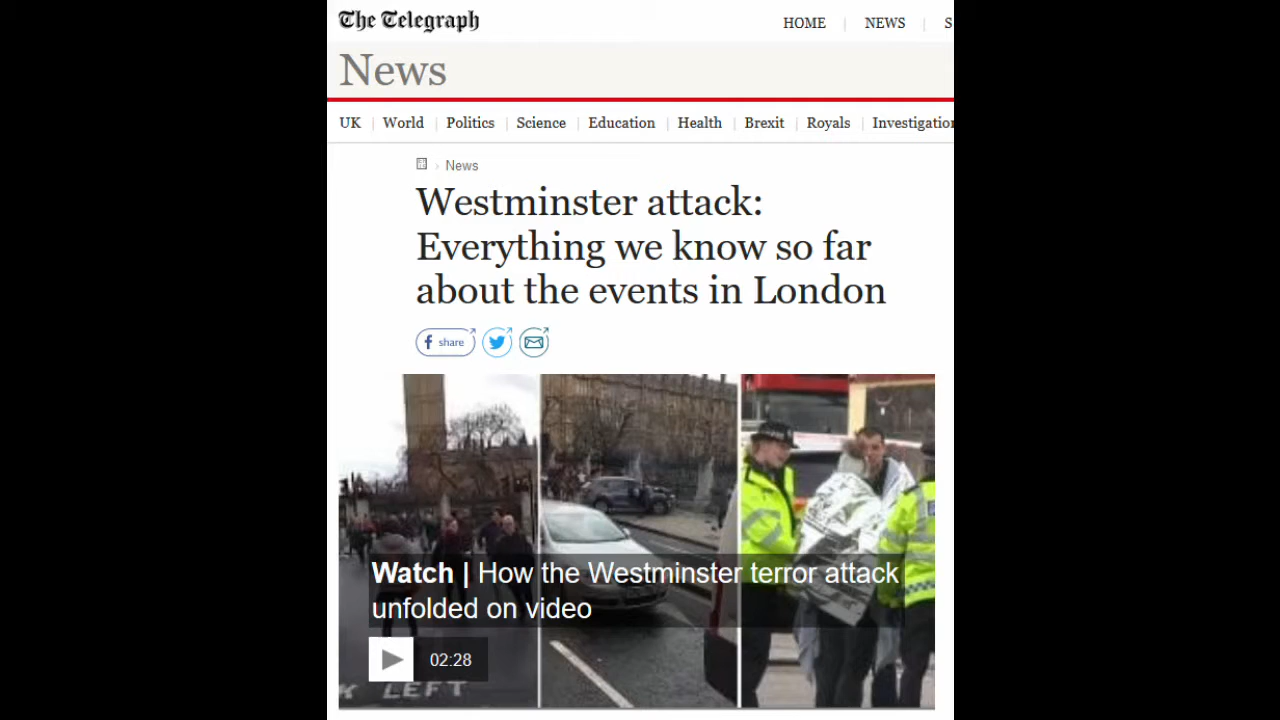 The Telegraph
HOME NEWS S
News
UK World Politics Science Education Health Brexit Royals Investigation
News
Westminster attack:
Everything we know so far
about the events in London
f share
Watch | How the Westminster terror attack
unfolded on video
02:28
K LEFT